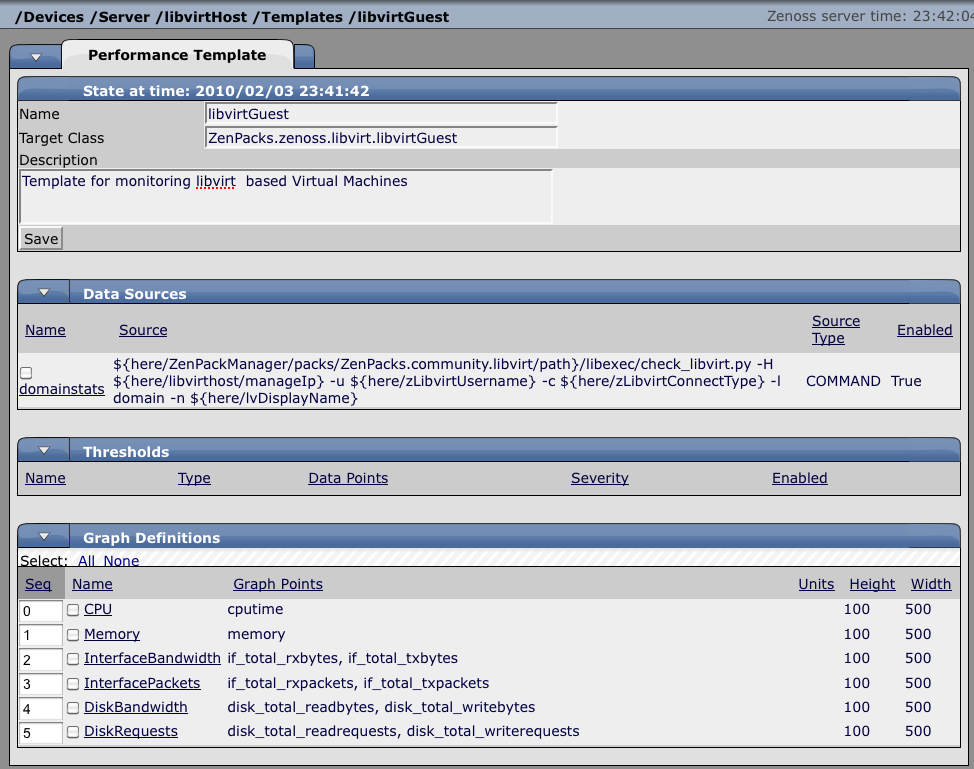 /Devices /Server /libvirtHost /Templates /libvirtGuest Zenoss server time: 23:42:04
Performance Template
State at time: 2010/02/03 23:41:42
Name libvirtGuest
Target Class ZenPacks.zenoss.libvirt.libvirtGuest
Description
Template for monitoring libvirt  based Virtual Machines
Save
Data Sources
Name Source Source Type Enabled
domainstats
${here/ZenPackManager/packs/ZenPacks.community.libvirt/path}/libexec/check_libvirt.py -H
${here/libvirthost/manageIp} -u ${here/zLibvirtUsername} -c ${here/zLibvirtConnectType} -l
domain -n ${here/lvDisplayName}
COMMAND True
Thresholds
Name Type Data Points Severity Enabled
Graph Definitions
Select: All None
Seq Name Graph Points Units Height Width
0 CPU cputime 100 500
1 Memory memory 100 500
2 InterfaceBandwidth if_total_rxbytes, if_total_txbytes 100 500
3 InterfacePackets if_total_rxpackets, if_total_txpackets 100 500
4 DiskBandwidth disk_total_readbytes, disk_total_writebytes 100 500
5 DiskRequests disk_total_readrequests, disk_total_writerequests 100 500